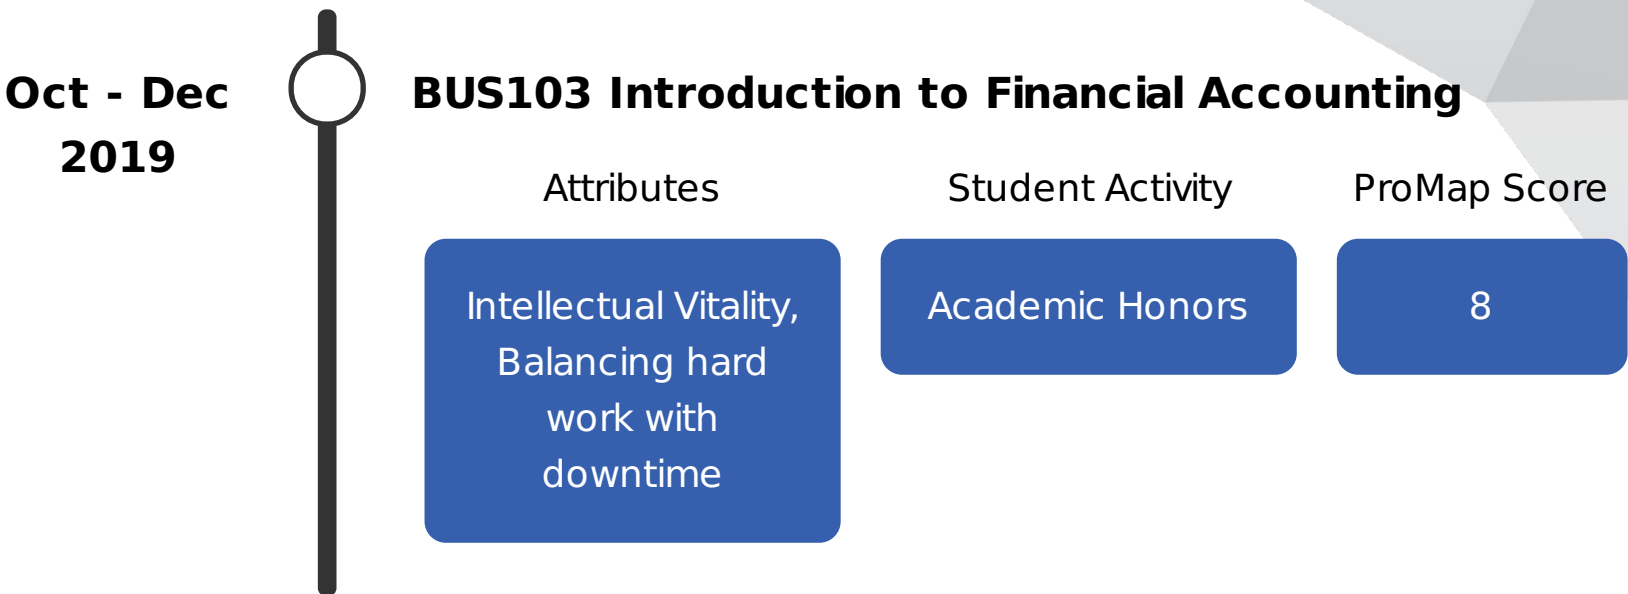 Oct - Dec
2019
BUS103 Introduction to Financial Accounting
Attributes
Student Activity
ProMap Score
Intellectual Vitality,
Balancing hard
work with
downtime
Academic Honors
8